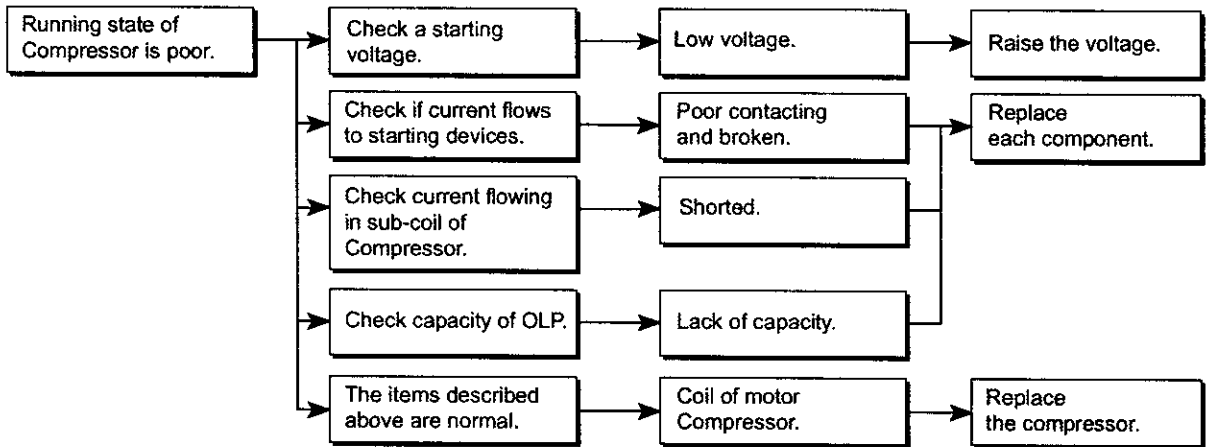 Running state of
Compressor is poor.
Check a starting
voltage.
Low voltage.
Raise the voltage.
Check if current flows
to starting devices.
Poor contacting
and broken.
Replace
each component.
Check current flowing
in sub-coil of
Compressor.
Shorted.
Check capacity of OLP.
Lack of capacity.
The items described
above are normal.
Coil of motor
Compressor.
Replace
the compressor.